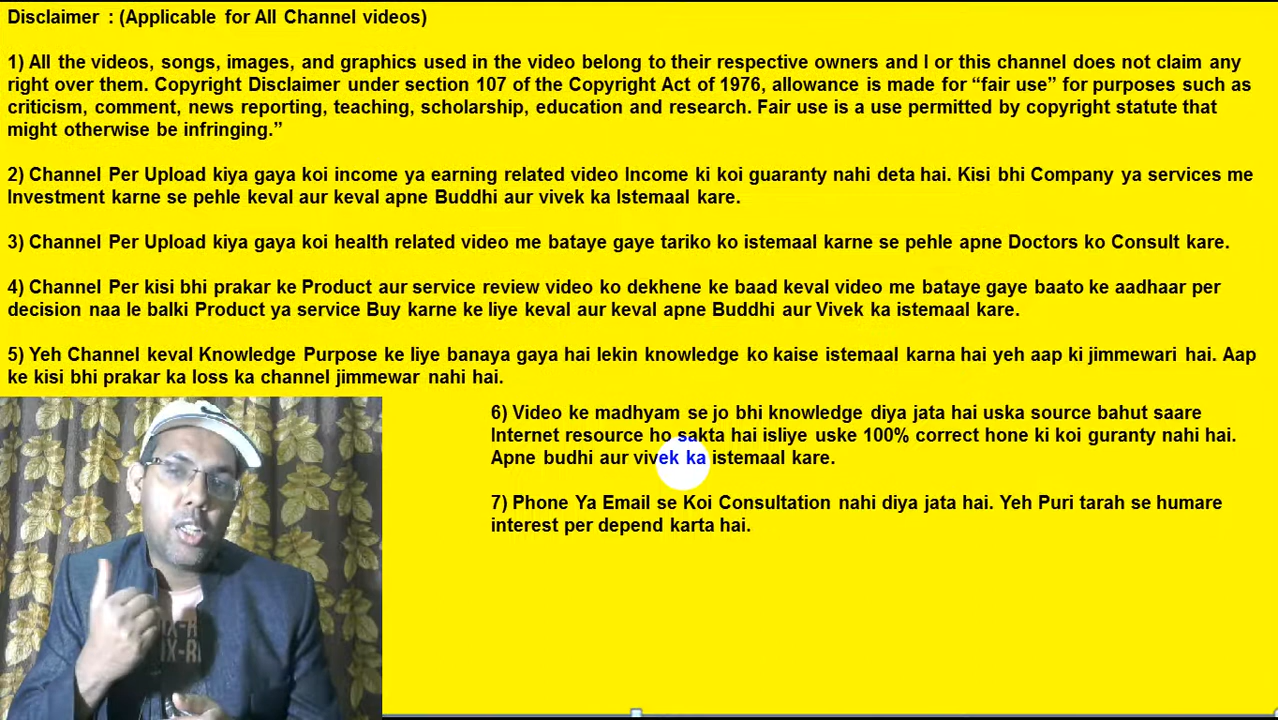 Disclaimer : (Applicable for All Channel videos)
1) All the videos, songs, images, and graphics used in the video belong to their respective owners and I or this channel does not claim any
right over them. Copyright Disclaimer under section 107 of the Copyright Act of 1976, allowance is made for “fair use” for purposes such as
criticism, comment, news reporting, teaching, scholarship, education and research. Fair use is a use permitted by copyright statute that
might otherwise be infringing.”
2) Channel Per Upload kiya gaya koi income ya earning related video Income ki koi guaranty nahi deta hai. Kisi bhi Company ya services me
Investment karne se pehle keval aur keval apne Buddhi aur vivek ka Istemaal kare.
3) Channel Per Upload kiya gaya koi health related video me bataye gaye tariko ko istemaal karne se pehle apne Doctors ko Consult kare.
4) Channel Per kisi bhi prakar ke Product aur service review video ko dekhene ke baad keval video me bataye gaye baato ke aadhaar per
decision naa le balki Product ya service Buy karne ke liye keval aur keval apne Buddhi aur Vivek ka istemaal kare.
5) Yeh Channel keval Knowledge Purpose ke liye banaya gaya hai lekin knowledge ko kaise istemaal karna hai yeh aap ki jimmewari hai. Aap
ke kisi bhi prakar ka loss ka channel jimmewar nahi hai.
6) Video ke madhyam se jo bhi knowledge diya jata hai uska source bahut saare
Internet resource ho sakta hai isliye uske 100% correct hone ki koi guranty nahi hai.
Apne budhi aur vivek ka istemaal kare.
7) Phone Ya Email se Koi Consultation nahi diya jata hai. Yeh Puri tarah se humare
interest per depend karta hai.